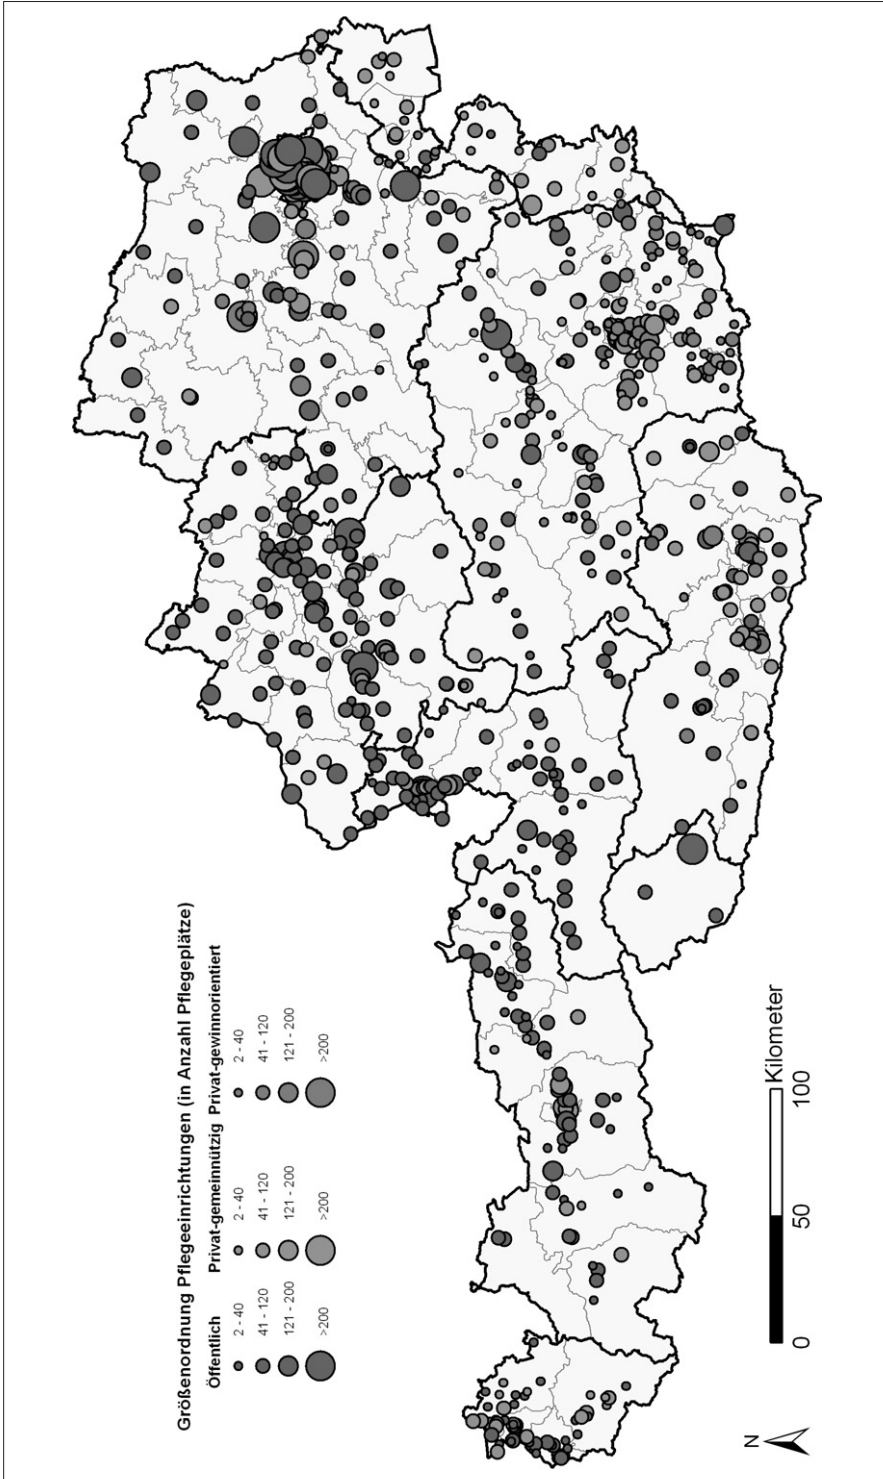 Größenordnung Pflegeeinrichtungen (in Anzahl Pflegeplätze)
Öffentlich Privat-gemeinnützig Privat-gewinnorientiert
2 - 40 2 - 40 2 - 40
41 - 120 41 - 120 41 - 120
121 - 200 121 - 200 121 - 200
>200 >200 >200
N
0 50 100
Kilometer